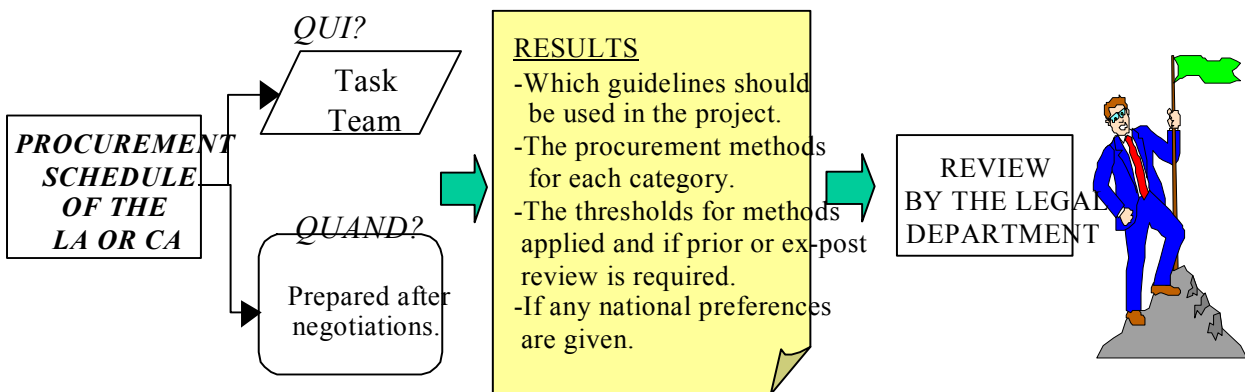 PROCUREMENT
SCHEDULE
OF THE
LA OR CA
QUI?
Task
Team
QUAND?
Prepared after
negotiations.
RESULTS
-Which guidelines should
be used in the project.
-The procurement methods
for each category.
-The thresholds for methods
applied and if prior or ex-post
review is required.
-If any national preferences
are given.
REVIEW
BY THE LEGAL
DEPARTMENT